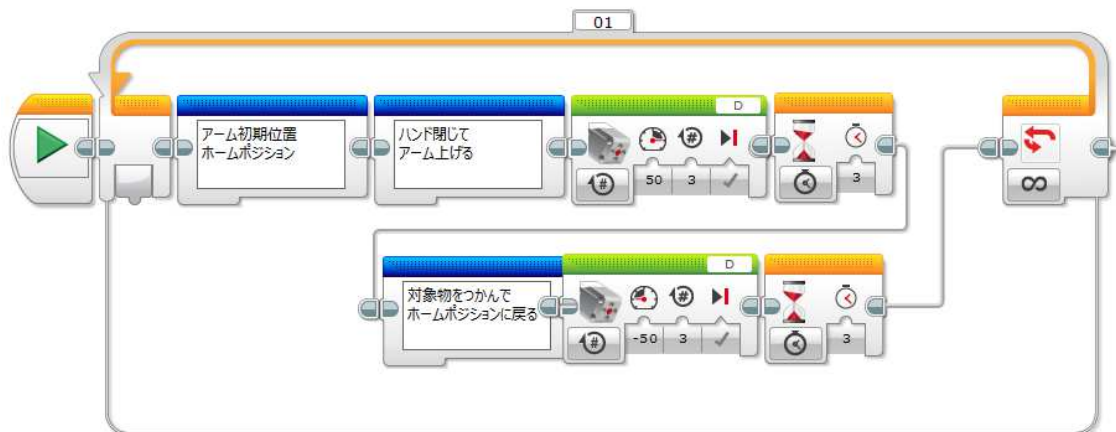 01
アーム初期位置
ホームポジション
ハンド閉じて
アーム上げる
D
#
#
50
3
3
対象物をつかんで
ホームポジションに戻る
D
#
#
-50
3
3
∞